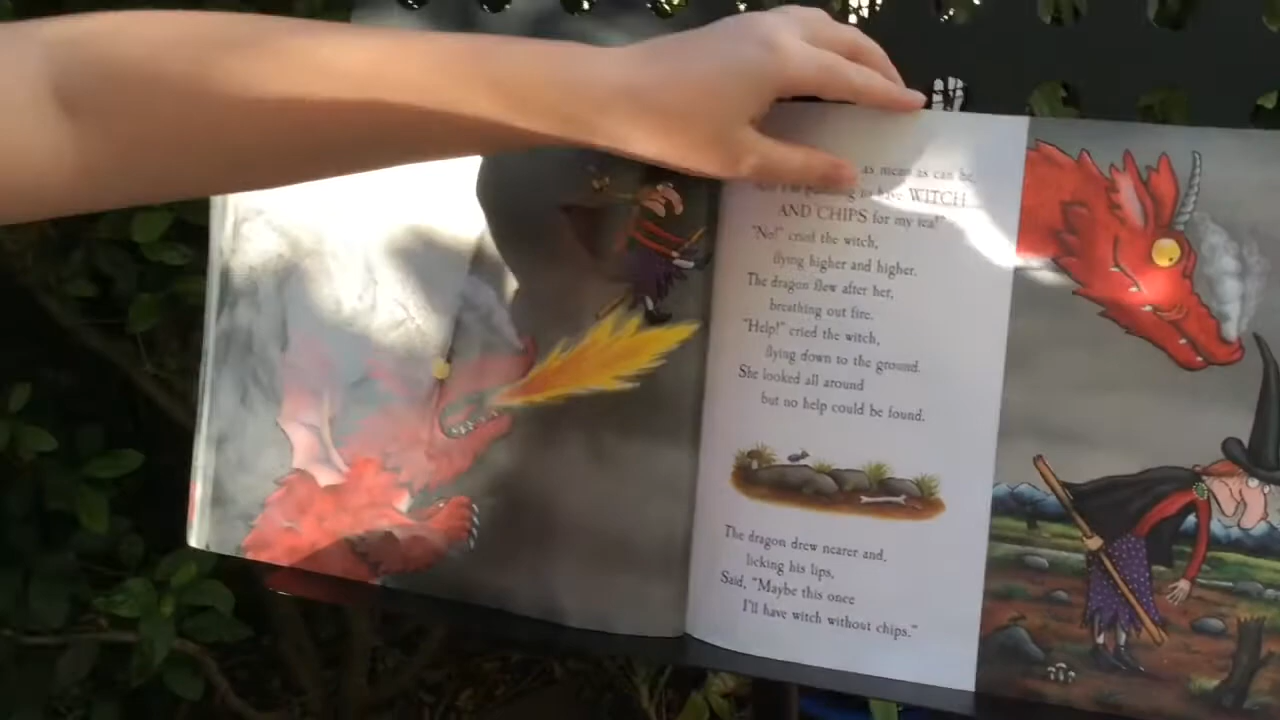 as mean as can be,
to have WITCH
AND CHIPS for my tea!"
"No!" cried the witch,
flying higher and higher.
The dragon flew after her,
breathing out fire.
"Help!" cried the witch,
flying down to the ground.
She looked all around
but no help could be found.
The dragon drew nearer and,
licking his lips,
Said, "Maybe this once
I'll have witch without chips."